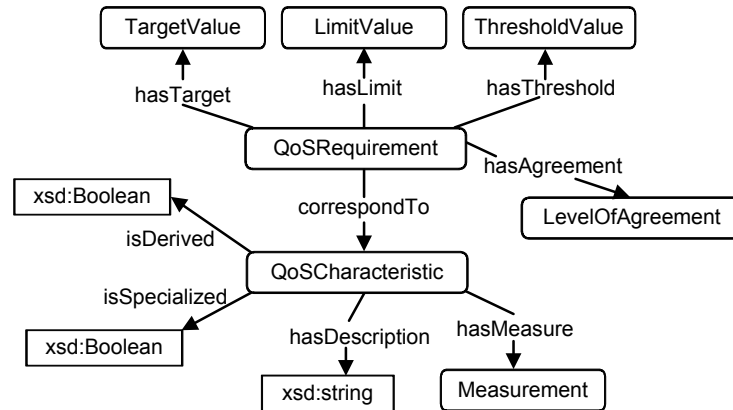 TargetValue
LimitValue
ThresholdValue
hasTarget
hasLimit
hasThreshold
QoSRequirement
hasAgreement
xsd:Boolean
correspondTo
LevelOfAgreement
isDerived
QoSCharacteristic
isSpecialized
hasDescription
hasMeasure
xsd:Boolean
xsd:string
Measurement